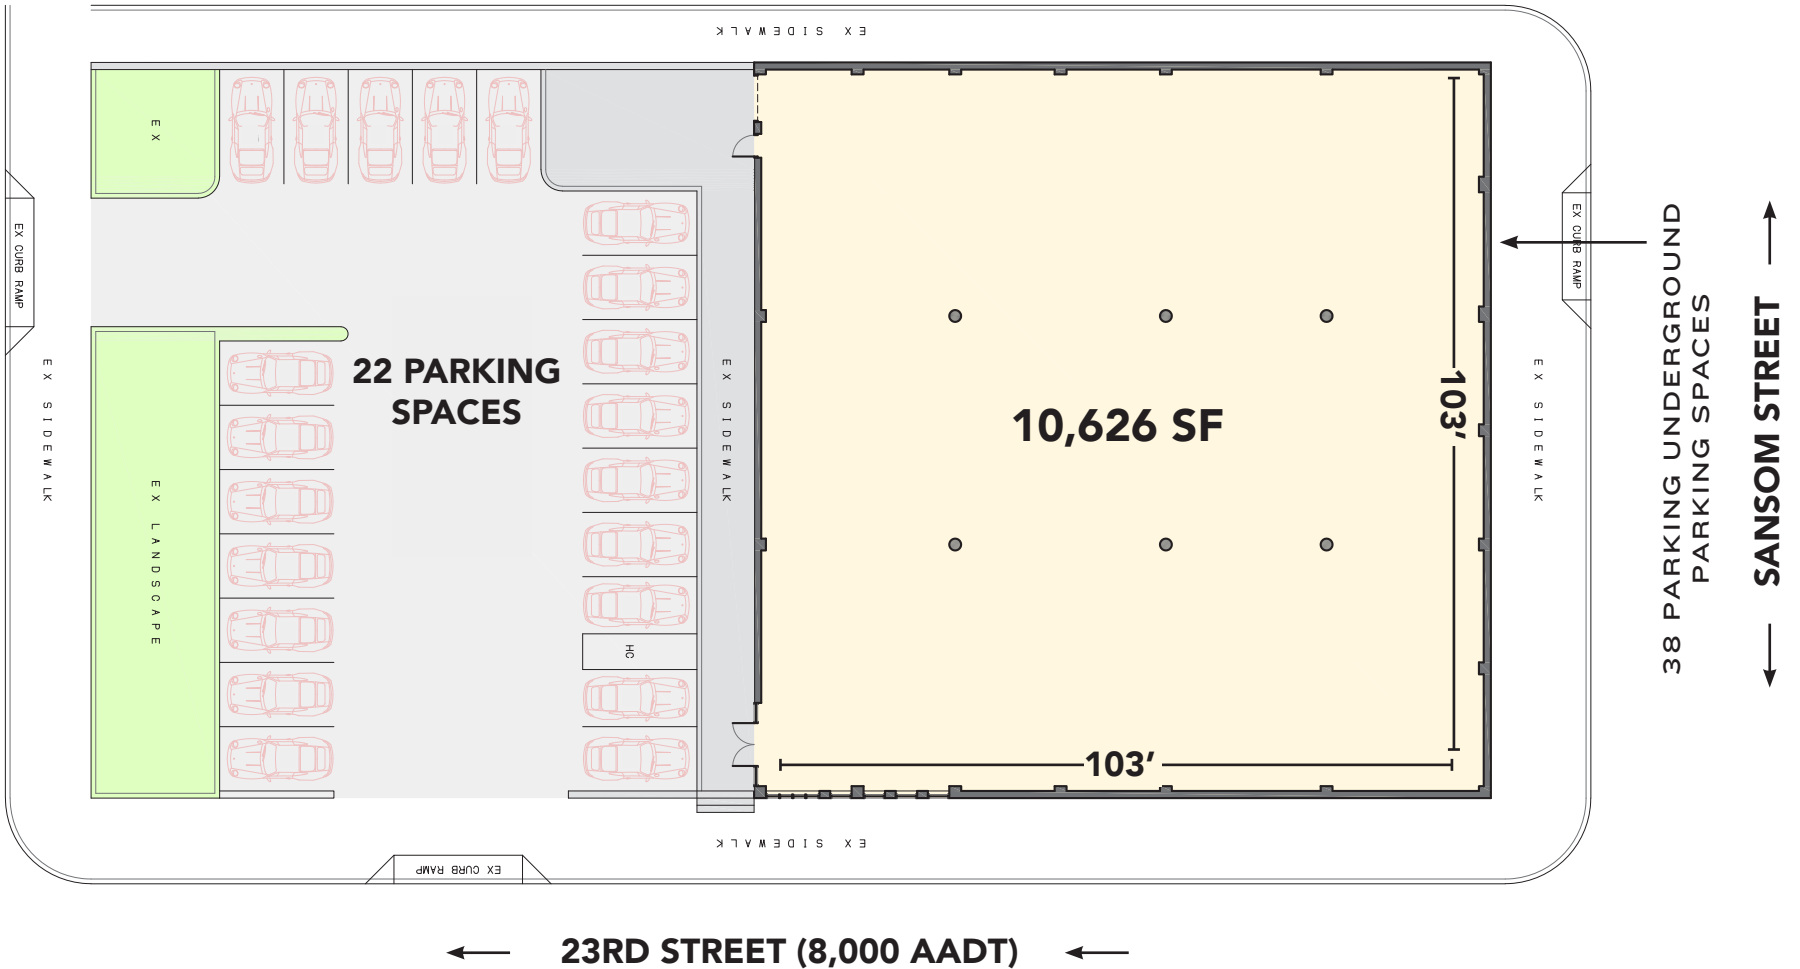 EX SIDEWALK
EX
EX CURB RAMP
EX SIDEWALK
22 PARKING
SPACES
EX LANDSCAPE
EX SIDEWALK
HC
10,626 SF
103’
103’
EX CURB RAMP
EX SIDEWALK
38 PARKING UNDERGROUND
PARKING SPACES
SANSOM STREET
EX SIDEWALK
EX CURB RAMP
23RD STREET (8,000 AADT)